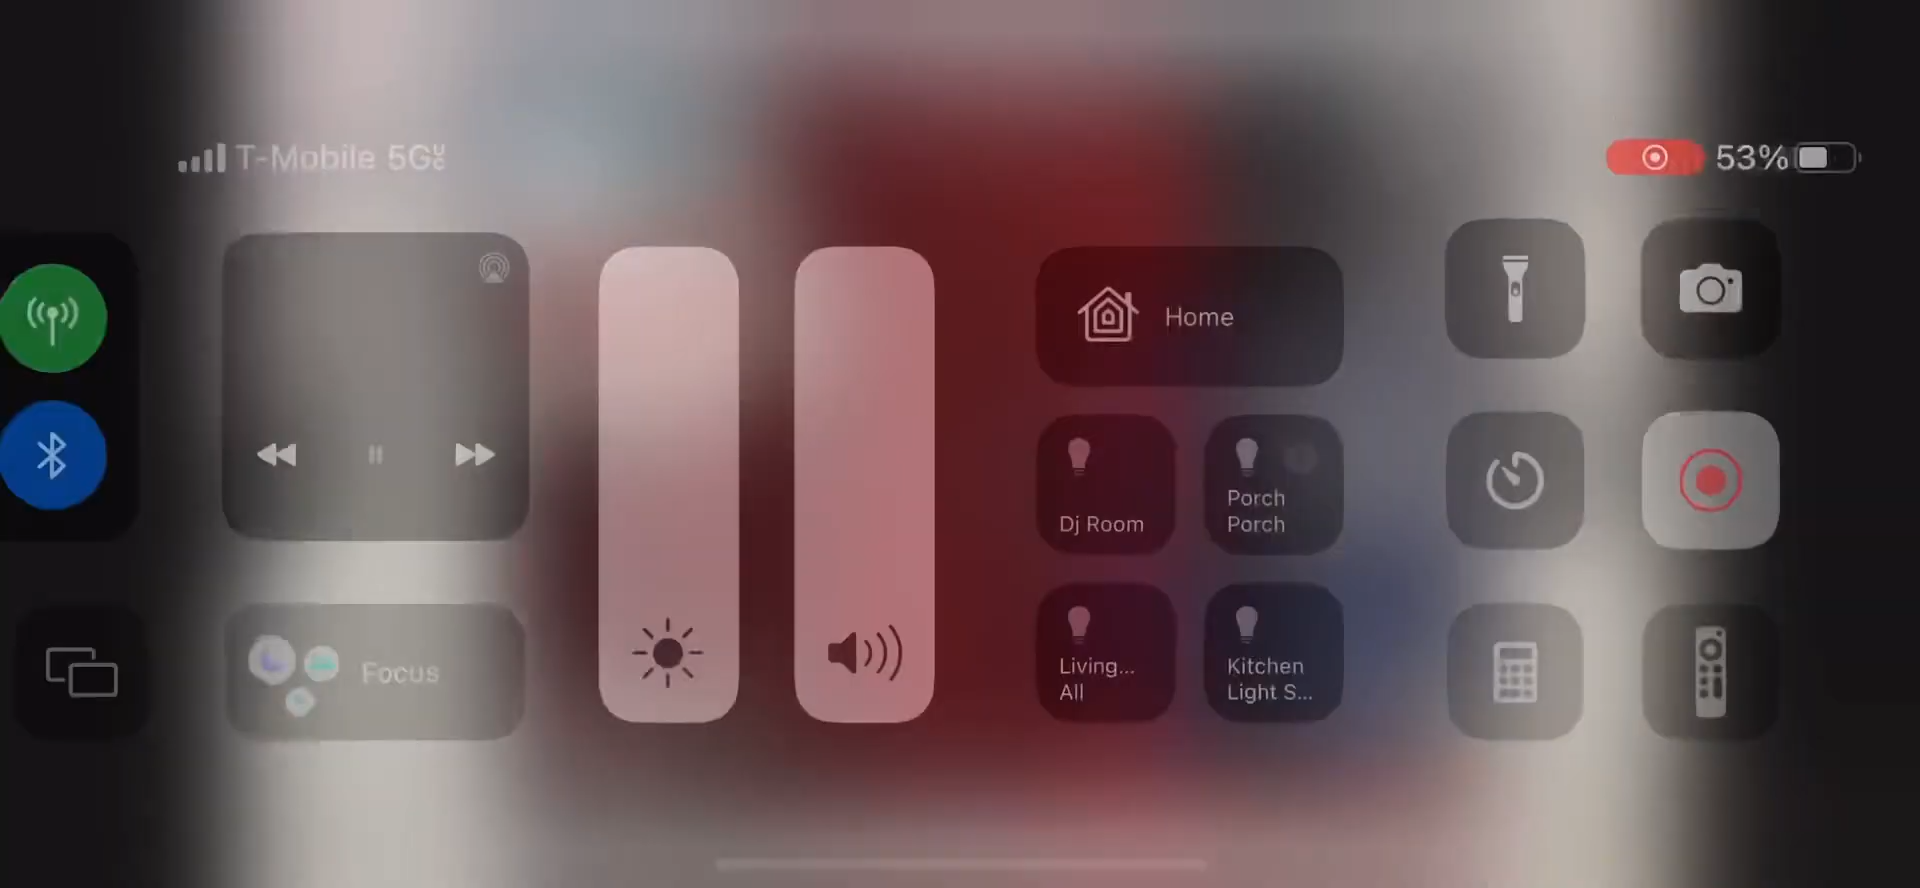 T-Mobile 5G
53%
Home
Dj Room
Porch
Porch
Living...
All
Kitchen
Light S...
Focus